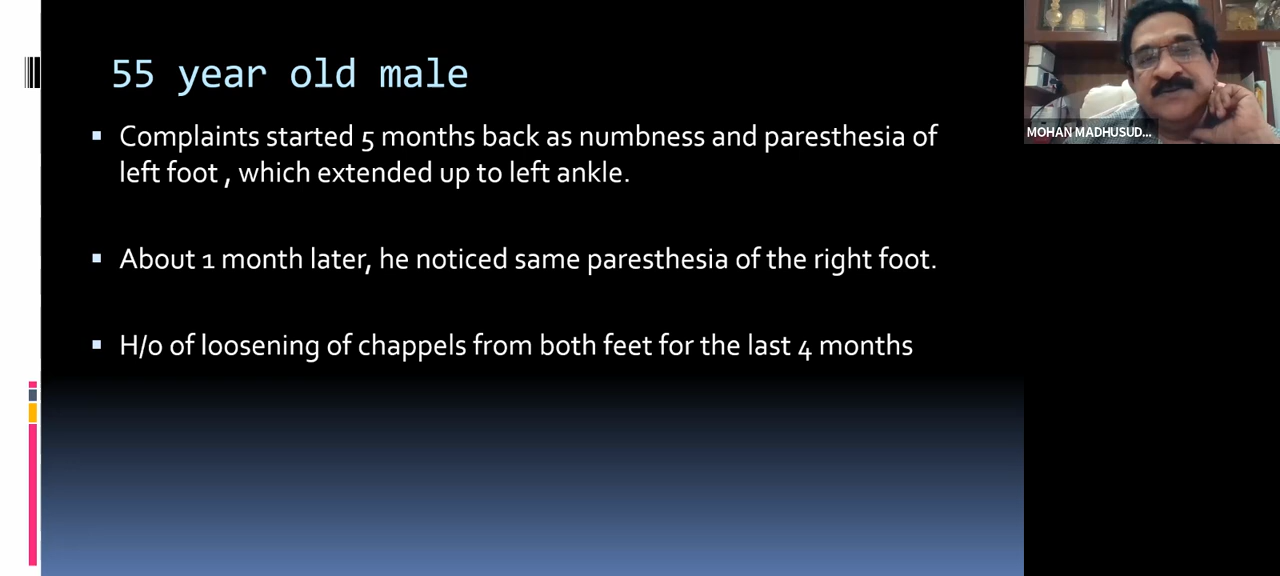 55 year old male
Complaints started 5 months back as numbness and paresthesia of
left foot , which extended up to left ankle.
About 1 month later, he noticed same paresthesia of the right foot.
H/o of loosening of chappels from both feet for the last 4 months
MOHAN MADHUSUD...